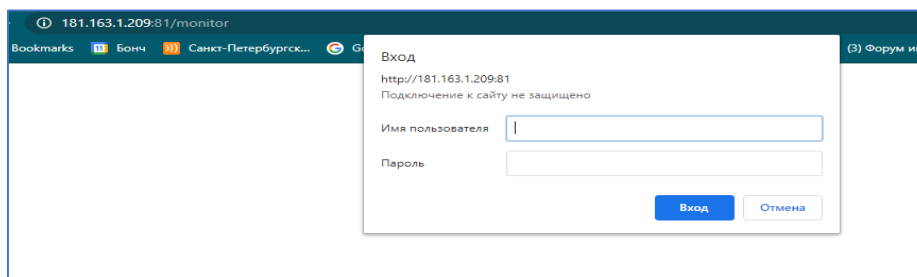 181.163.1.209:81/monitor
Bookmarks 11 Бонч Санкт-Петербургск... G (3) Форум
Вход
http://181.163.1.209:81
Подключение к сайту не защищено
Имя пользователя
Пароль
Вход Отмена